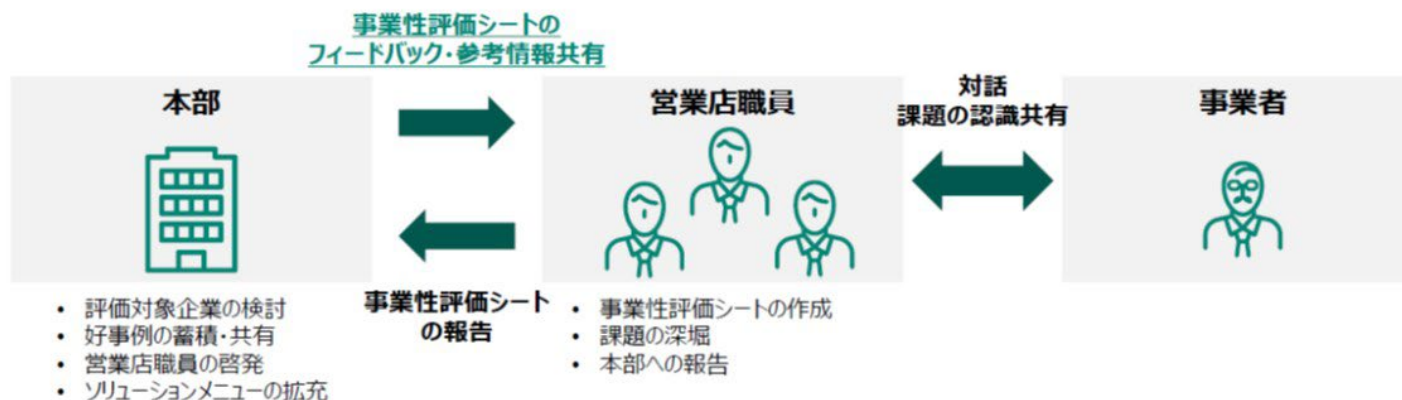 事業性評価シートの
フィードバック・参考情報共有
本部
営業店職員
対話
課題の認識共有
事業者
事業性評価シート
の報告
• 評価対象企業の検討
• 好事例の蓄積・共有
• 営業店職員の啓発
• ソリューションメニューの拡充
• 事業性評価シートの作成
• 課題の深堀
• 本部への報告